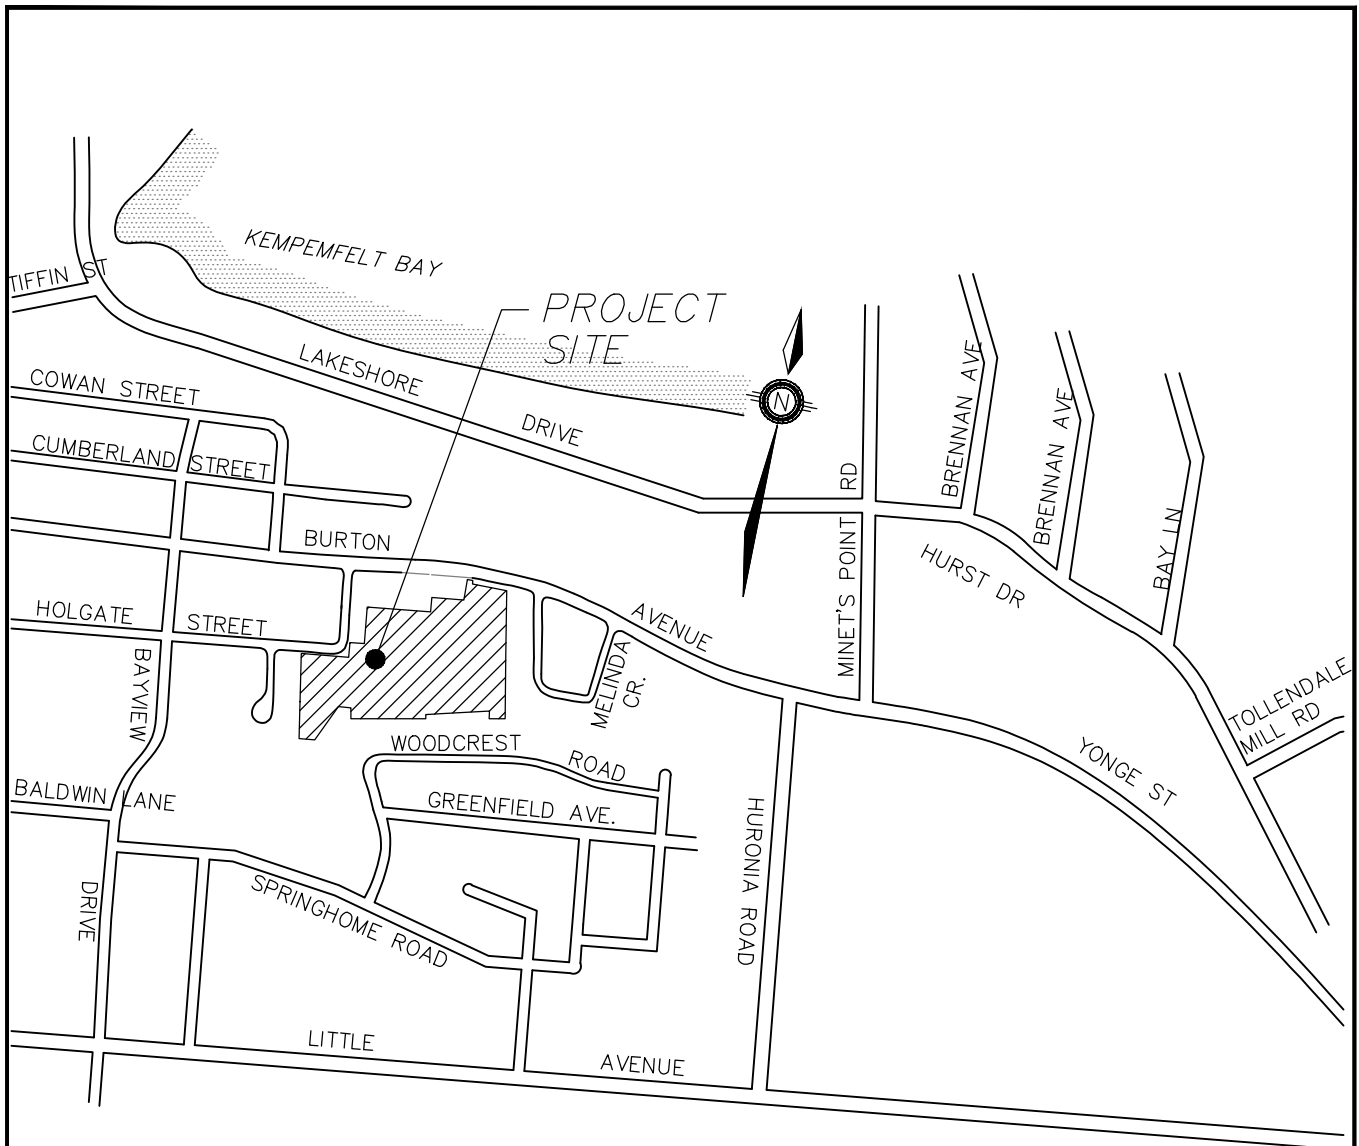 KEMPEMFELT BAY
TIFFIN ST
PROJECT
SITE
LAKESHORE
DRIVE
COWAN STREET
CUMBERLAND STREET
N
BRENNAN AVE
BRENNAN AVE
BAY LN
MINET'S POINT RD
HURST DR
BURTON
AVENUE
HOLGATE STREET
BAYVIEW
DRIVE
MELINDA
CR.
TOLLENDALE
MILL RD
WOODCREST
ROAD
YONGE ST
BALDWIN LANE
GREENFIELD AVE.
HURONIA ROAD
SPRINGHOME ROAD
LITTLE
AVENUE